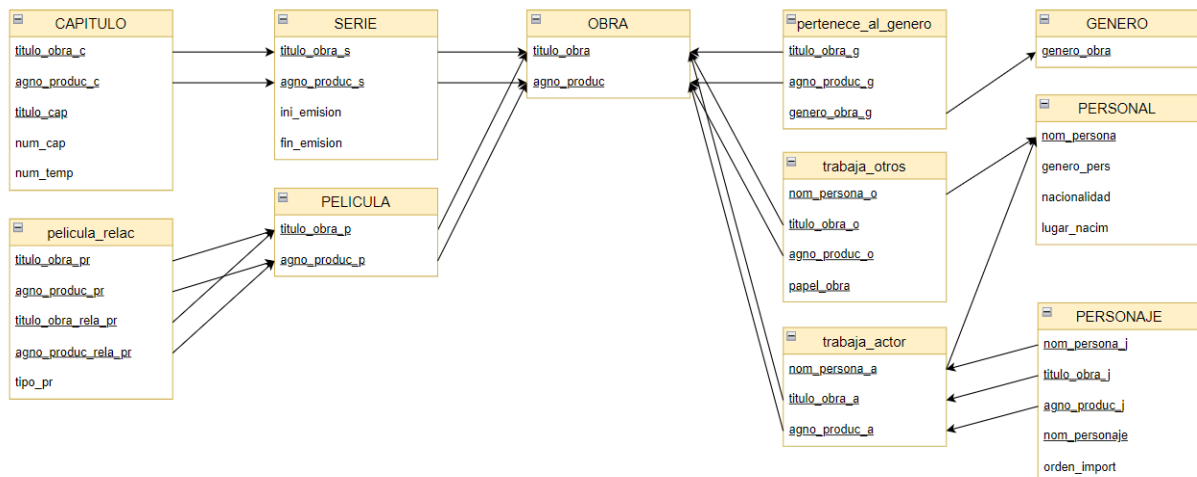 CAPITULO
titulo_obra_c
agno_produc_c
titulo_cap
num_cap
num_temp
SERIE
titulo_obra_s
agno_produc_s
ini_emision
fin_emision
OBRA
titulo_obra
agno_produc
pertenece_al_genero
titulo_obra_g
agno_produc_g
genero_obra_g
GENERO
genero_obra
PERSONAL
nom_persona
genero_pers
nacionalidad
lugar_nacim
pelicula_relac
titulo_obra_pr
agno_produc_pr
titulo_obra_rela_pr
agno_produc_rela_pr
tipo_pr
PELICULA
titulo_obra_p
agno_produc_p
trabaja_otros
nom_persona_o
titulo_obra_o
agno_produc_o
papel_obra
trabaja_actor
nom_persona_a
titulo_obra_a
agno_produc_a
PERSONAJE
nom_persona_j
titulo_obra_j
agno_produc_j
nom_personaje
orden_import